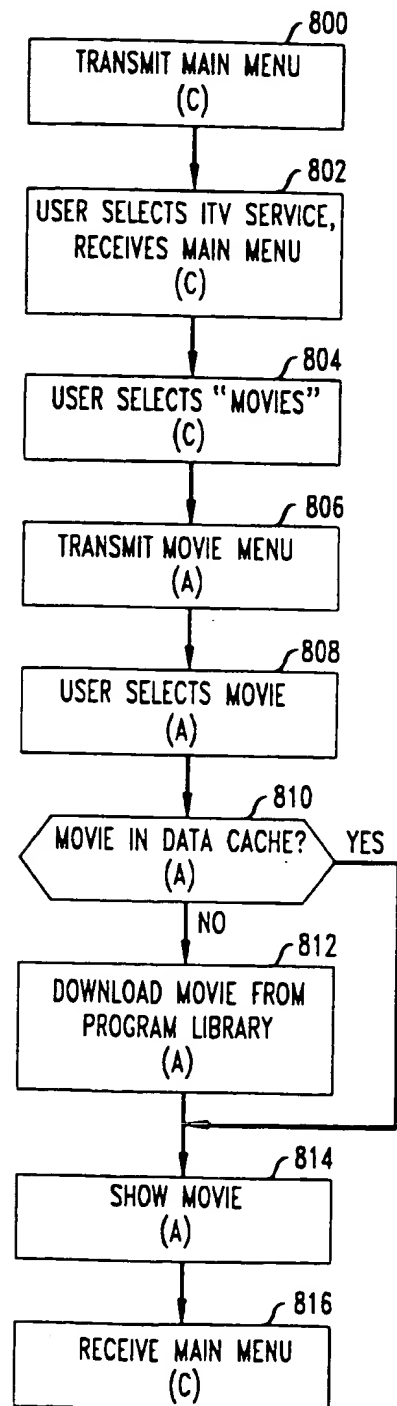 800
TRANSMIT MAIN MENU
(C)
802
USER SELECTS ITV SERVICE,
RECEIVES MAIN MENU
(C)
804
USER SELECTS "MOVIES"
(C)
806
TRANSMIT MOVIE MENU
(A)
808
USER SELECTS MOVIE
(A)
810
MOVIE IN DATA CACHE?
(A)
YES
NO
812
DOWNLOAD MOVIE FROM
PROGRAM LIBRARY
(A)
814
SHOW MOVIE
(A)
816
RECEIVE MAIN MENU
(C)